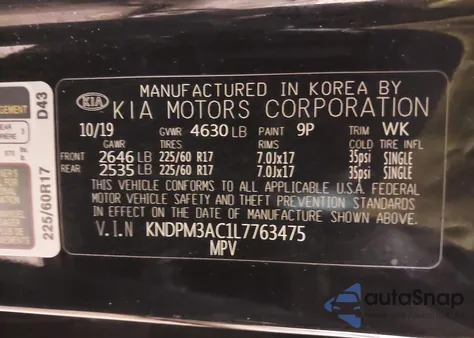 MANUFACTURED IN KOREA BY
KIA KIA MOTORS CORPORATION
10/19 GVWR 4630 LB PAINT 9P TRIM WK
GAWR TIRES RIMS COLD TIRE INFL
FRONT 2646 LB 225/60 R17 7.0Jx17 35psi SINGLE
REAR 2535 LB 225/60 R17 7.0Jx17 35psi SINGLE
THIS VEHICLE CONFORMS TO ALL APPLICABLE U.S.A. FEDERAL
MOTOR VEHICLE SAFETY AND THEFT PREVENTION STANDARDS
IN EFFECT ON THE DATE OF MANUFACTURE SHOWN ABOVE.
V.I.N KNDPM3AC1L7763475
MPV
D43
225/60R17
autoSnap